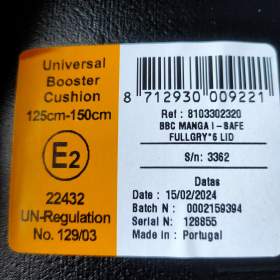 Universal
Booster
Cushion
125cm-150cm
E2
22432
UN-Regulation
No. 129/03
8 712930 009221
Ref : 8103302320
BBC MANGA I - SAFE
FULLGRY*6 LID
S/n: 3362
Datas
Date : 15/02/2024
Batch N : 0002159394
Serial N: 128855
Made in : Portugal